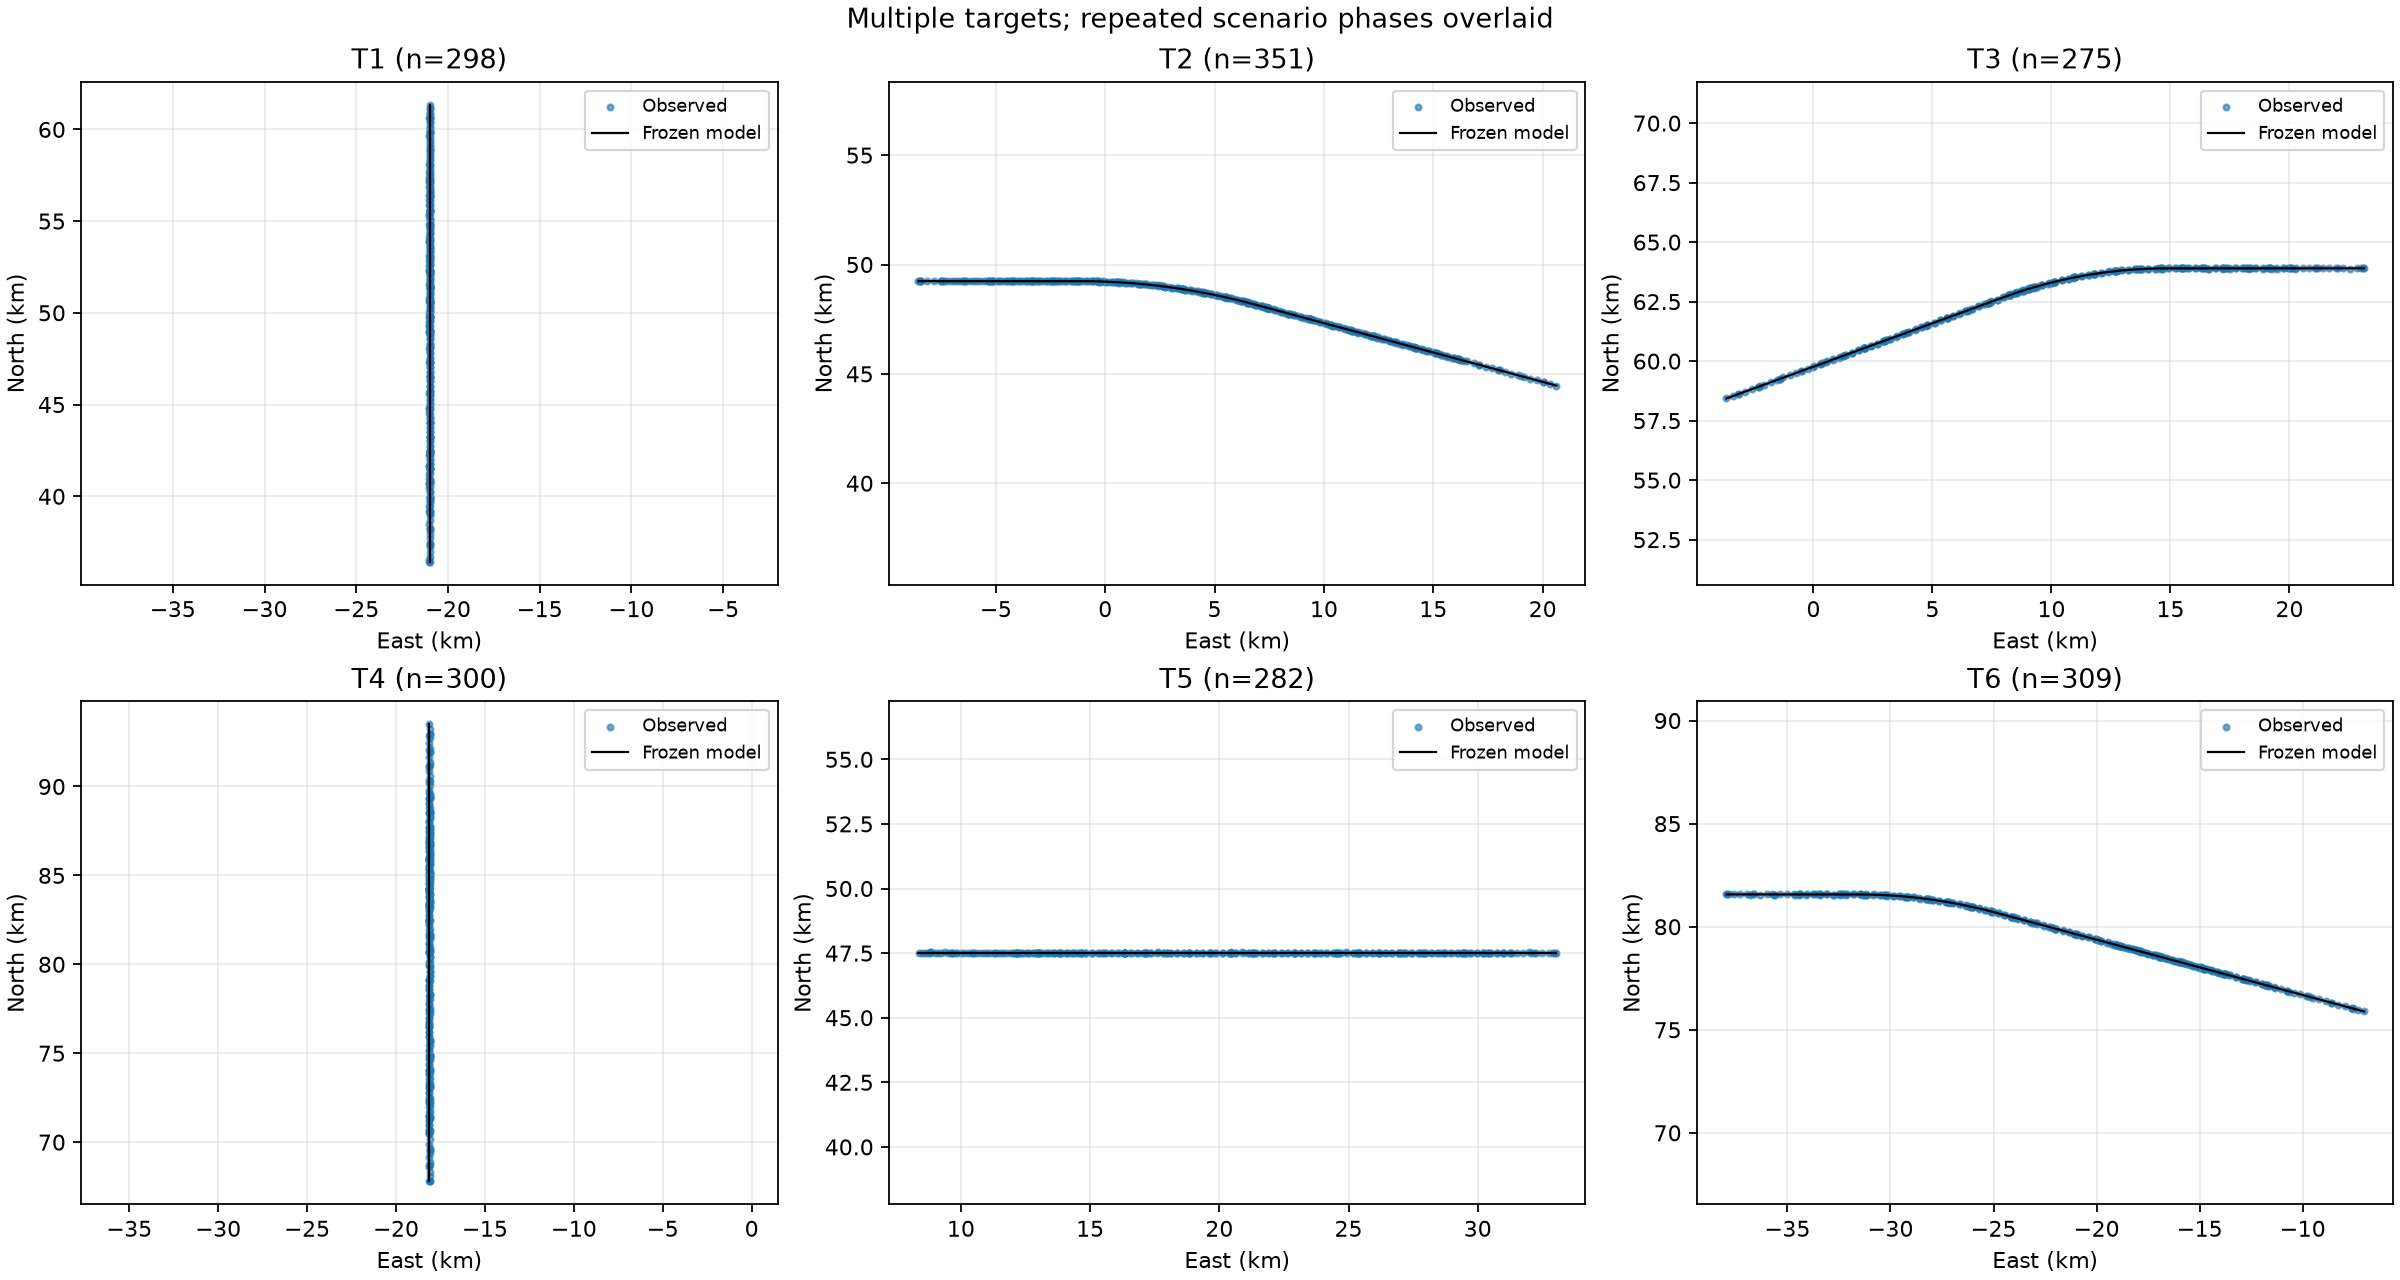 Multiple targets; repeated scenario phases overlaid
T1 (n=298)
Observed
Frozen model
North (km)
60
55
50
45
40
−35 −30 −25 −20 −15 −10 −5
East (km)
T2 (n=351)
Observed
Frozen model
North (km)
55
50
45
40
−5 0 5 10 15 20
East (km)
T3 (n=275)
Observed
Frozen model
North (km)
70.0
67.5
65.0
62.5
60.0
57.5
55.0
52.5
0 5 10 15 20
East (km)
T4 (n=300)
Observed
Frozen model
North (km)
90
85
80
75
70
−35 −30 −25 −20 −15 −10 −5 0
East (km)
T5 (n=282)
Observed
Frozen model
North (km)
55.0
52.5
50.0
47.5
45.0
42.5
40.0
10 15 20 25 30
East (km)
T6 (n=309)
Observed
Frozen model
North (km)
90
85
80
75
70
−35 −30 −25 −20 −15 −10
East (km)